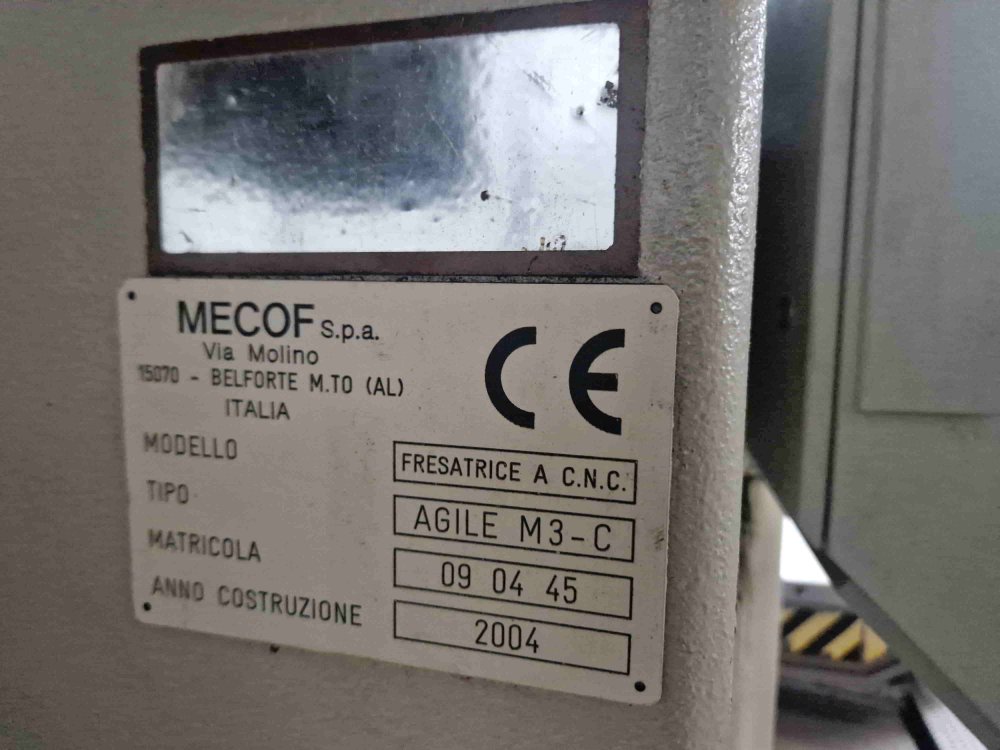 MECOF S.p.a.
Via Molino
15070 - BELFORTE M.TO (AL)
ITALIA
CE
MODELLO FRESATRICE A C.N.C.
TIPO AGILE M3-C
MATRICOLA 09 04 45
ANNO COSTRUZIONE 2004